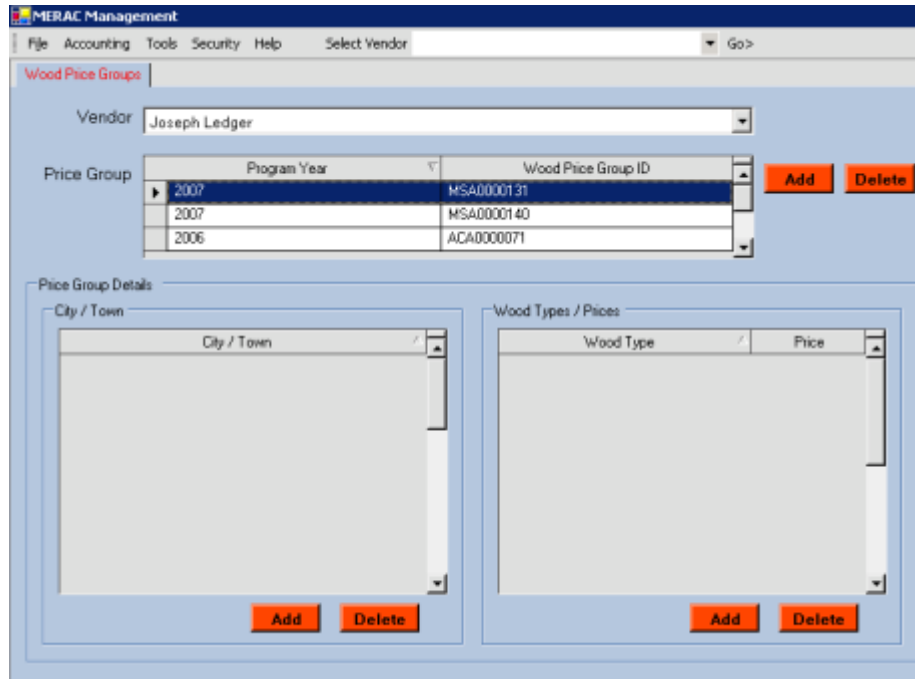 MERAC Management
File Accounting Tools Security Help Select Vendor Go>
Wood Price Groups
Vendor Joseph Ledger
Price Group Program Year Wood Price Group ID Add Delete
2007 MSA0000131
2007 MSA0000140
2006 ACA0000071
Price Group Details
City / Town Wood Types / Prices
City / Town Wood Type Price
Add Delete Add Delete